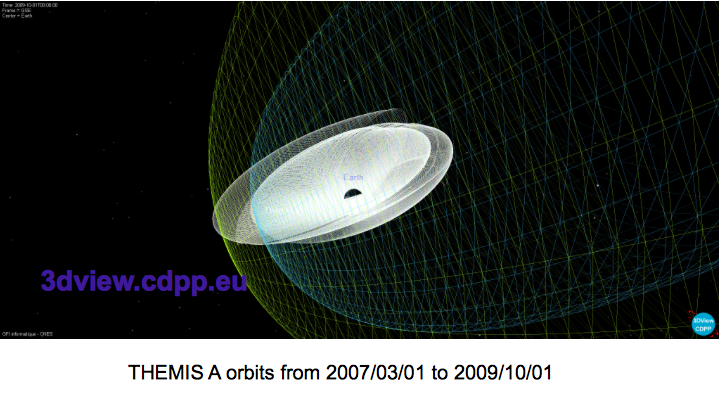 Time: 2009-10-01T00:00:00
Frame = GSE
Center = Earth
Earth
3dview.cdpp.eu
GFI informatique - CNES
3DView
CDPP
THEMIS A orbits from 2007/03/01 to 2009/10/01